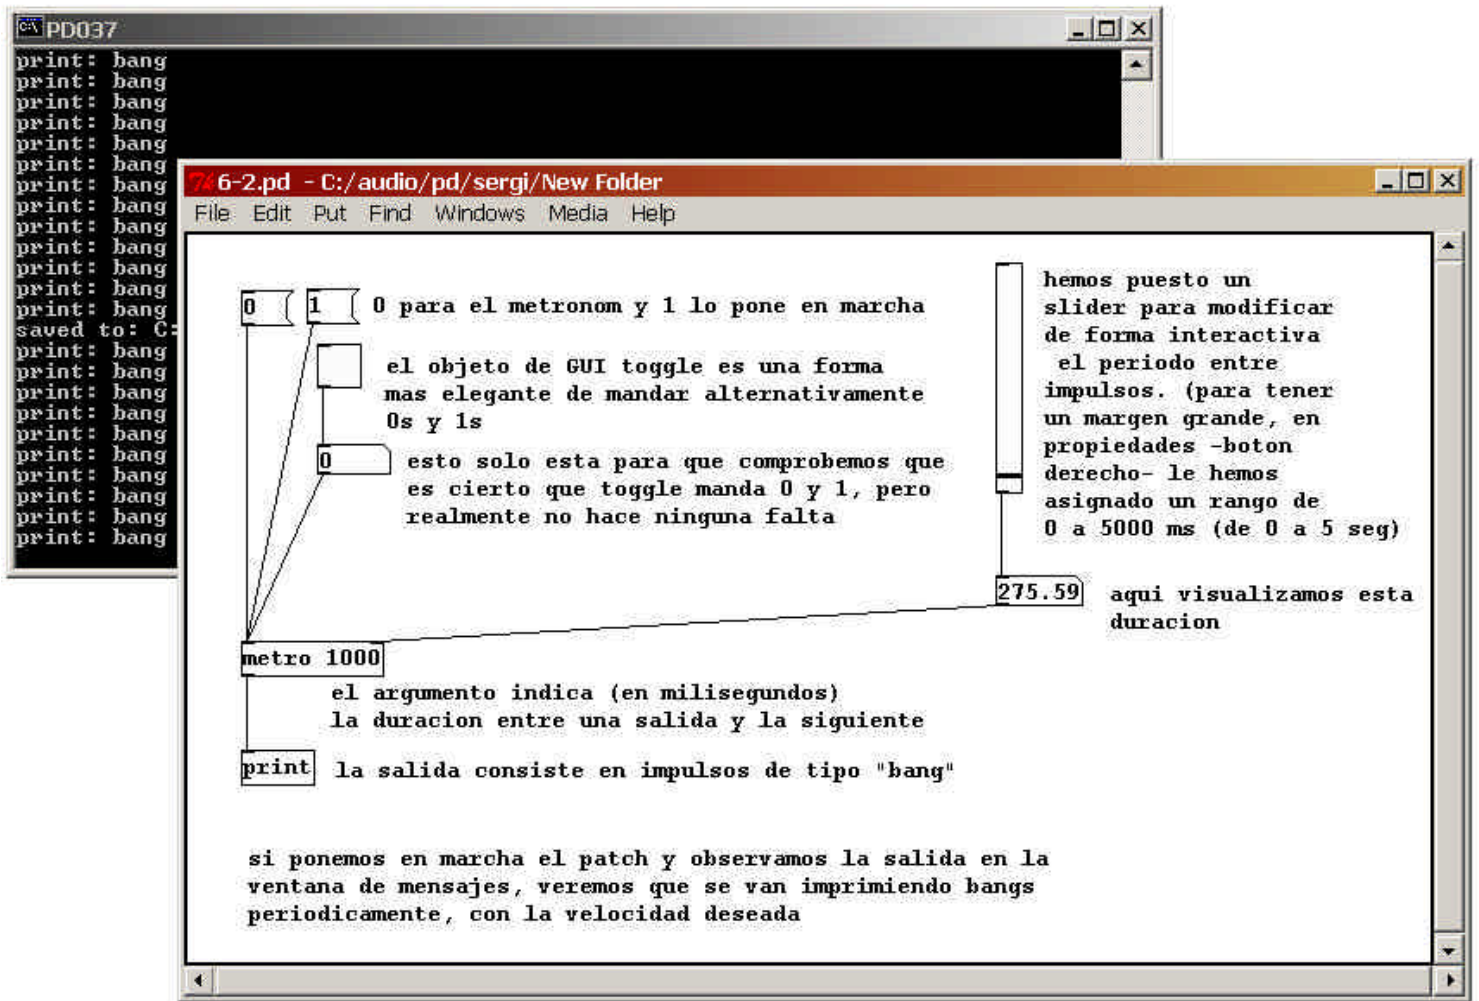 PD037
print: bang
print: bang
print: bang
print: bang
print: bang
print: bang
print: bang
print: bang
print: bang
print: bang
print: bang
print: bang
print: bang
saved to: C:
print: bang
print: bang
print: bang
print: bang
print: bang
print: bang
print: bang
print: bang
print: bang
print: bang
6-2.pd - C:/audio/pd/sergi/New Folder
File Edit Put Find Windows Media Help
0 1 0 para el metronom y 1 lo pone en marcha
el objeto de GUI toggle es una forma
mas elegante de mandar alternativamente
0s y 1s
0 esto solo esta para que comprobemos que
es cierto que toggle manda 0 y 1, pero
realmente no hace ninguna falta
hemos puesto un
slider para modificar
de forma interactiva
el periodo entre
impulsos. (para tener
un margen grande, en
propiedades -boton
derecho- le hemos
asignado un rango de
0 a 5000 ms (de 0 a 5 seg)
275.59 aqui visualizamos esta
duracion
metro 1000
el argumento indica (en milisegundos)
la duracion entre una salida y la siguiente
print la salida consiste en impulsos de tipo "bang"
si ponemos en marcha el patch y observamos la salida en la
ventana de mensajes, veremos que se van imprimiendo bangs
periodicamente, con la velocidad deseada